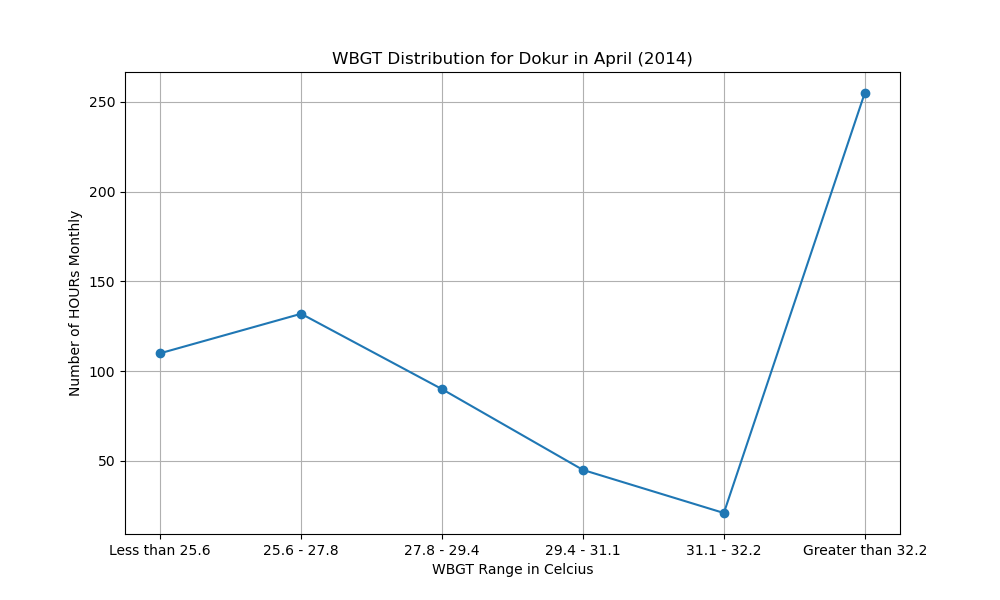 WBGT Distribution for Dokur in April (2014)
Number of HOURs Monthly
250
200
150
100
50
Less than 25.6 25.6 - 27.8 27.8 - 29.4 29.4 - 31.1 31.1 - 32.2 Greater than 32.2
WBGT Range in Celcius